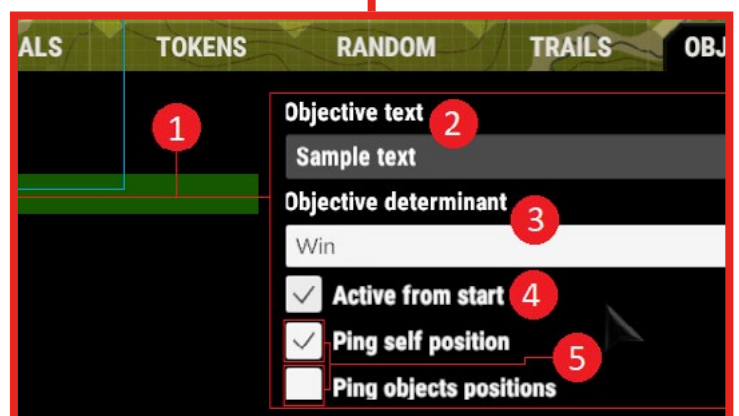 ALS TOKENS RANDOM TRAILS OBJ
1
Objective text 2
Sample text
Objective determinant 3
Win
Active from start 4
Ping self position
5
Ping objects positions